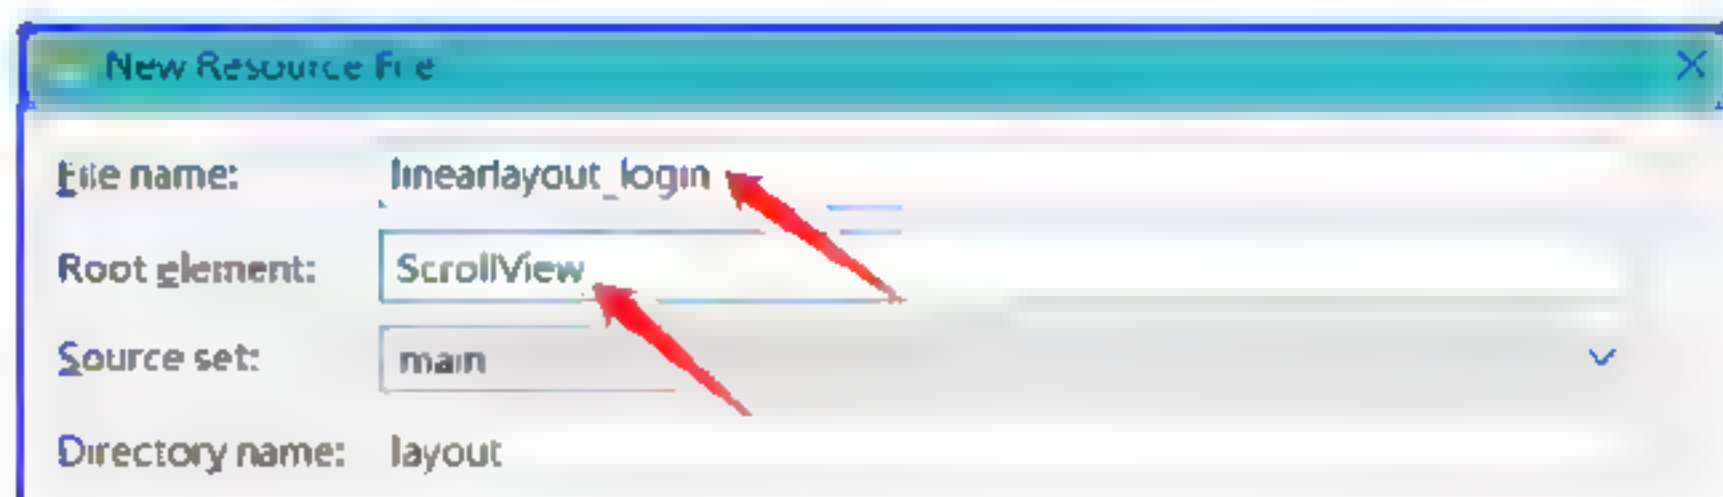 New Resource File
File name: linearlayout_login
Root element: ScrollView
Source set: main
Directory name: layout